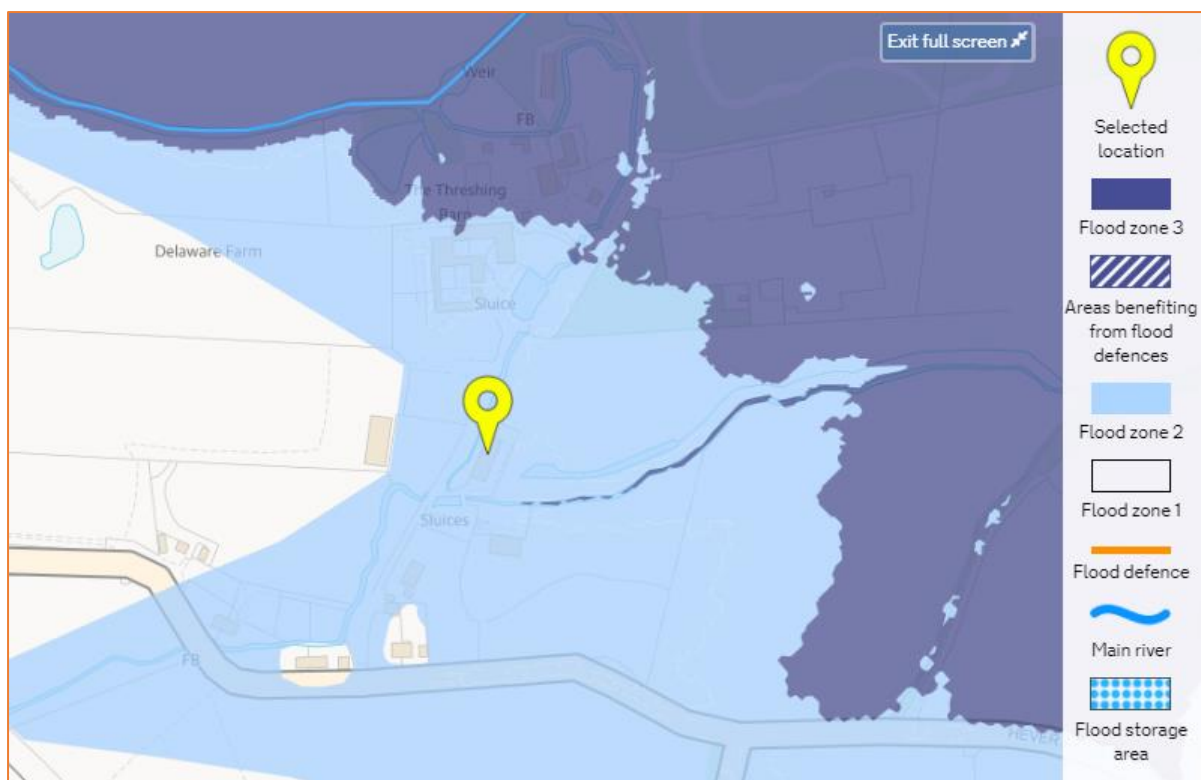 Exit full screen
Weir
FB
The Threshing
Barn
Delaware Farm
Sluice
Sluices
FB
HEVER
Selected
location
Flood zone 3
Areas benefiting
from flood
defences
Flood zone 2
Flood zone 1
Flood defence
Main river
Flood storage
area